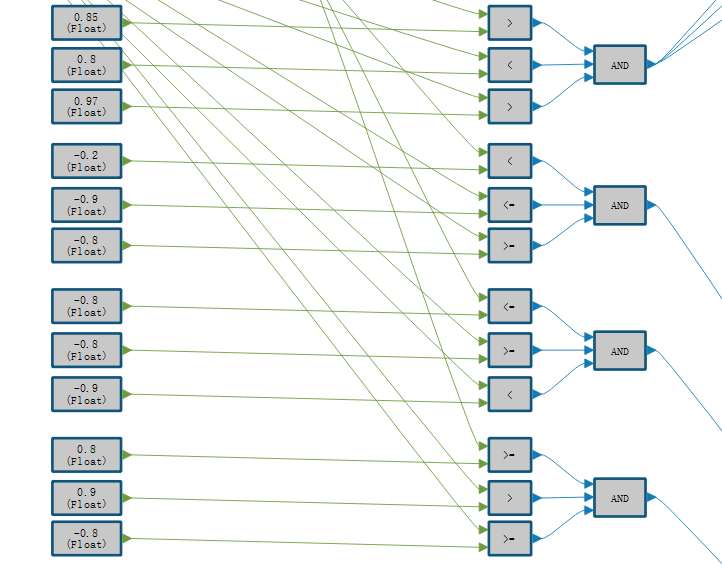 0.85
(Float)
>
0.8
(Float)
<
AND
0.97
(Float)
>
-0.2
(Float)
<
-0.9
(Float)
<=
AND
-0.8
(Float)
>=
-0.8
(Float)
<=
-0.8
(Float)
>=
AND
-0.9
(Float)
<
0.8
(Float)
>=
0.9
(Float)
>
AND
-0.8
(Float)
>=